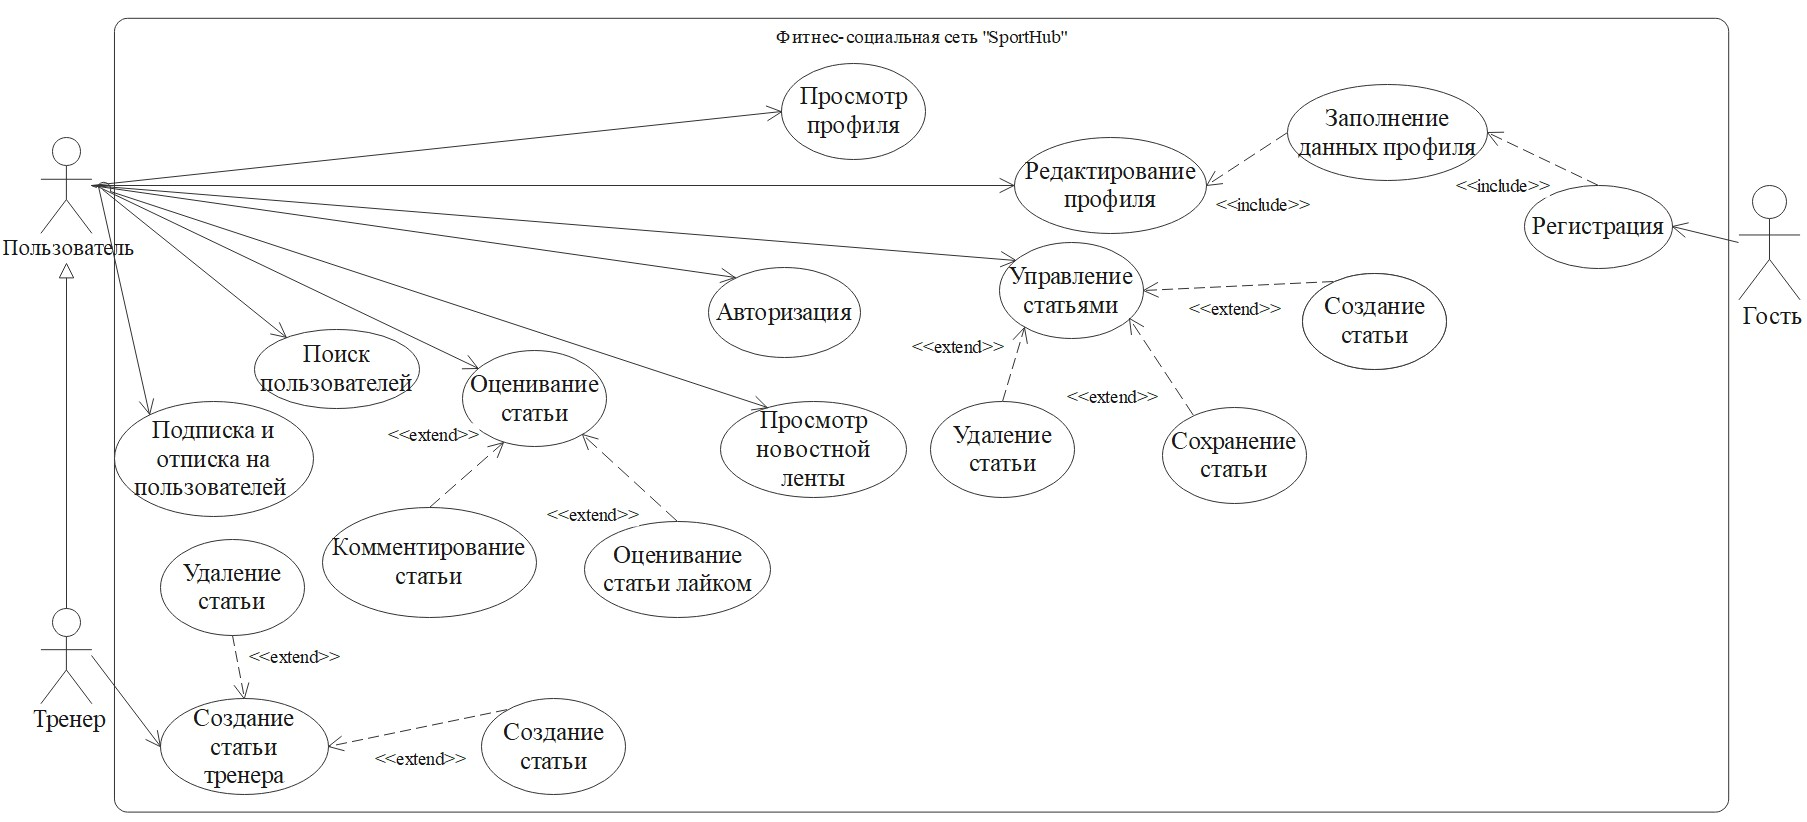 Фитнес-социальная сеть "SportHub"
Просмотр
профиля
Заполнение
данных профиля
Редактирование
профиля
<<include>>
<<include>>
Регистрация
Пользователь
Гость
Управление
статьями
Создание
статьи
<<extend>>
Авторизация
<<extend>>
Поиск
пользователей
Оценивание
статьи
<<extend>>
<<extend>>
Просмотр
новостной
ленты
Удаление
статьи
Сохранение
статьи
Подписка и
отписка на
пользователей
<<extend>>
Комментирование
статьи
Оценивание
статьи лайком
Удаление
статьи
<<extend>>
Тренер
Создание
статьи
тренера
<<extend>>
Создание
статьи